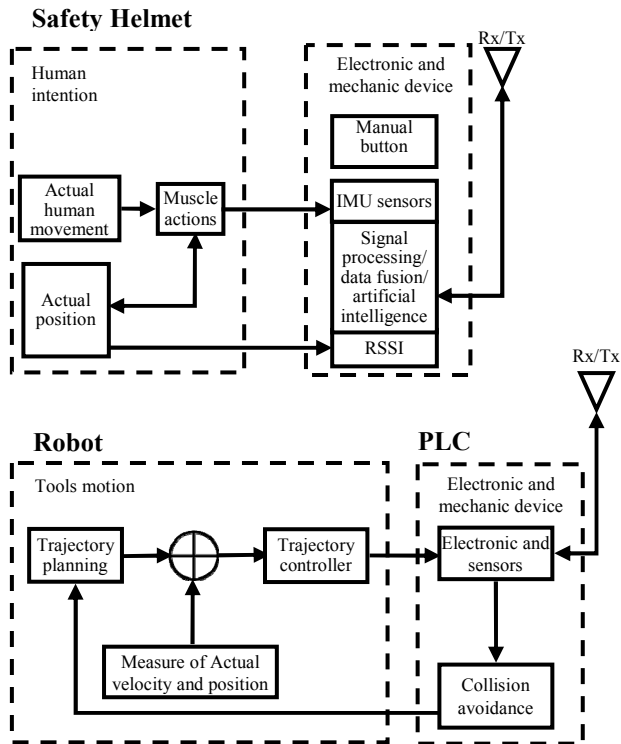 Safety Helmet
Rx/Tx
Human
intention
Electronic and
mechanic device
Manual
button
Actual
human
movement
Muscle
actions
IMU sensors
Signal
processing/
data fusion/
artificial
intelligence
Actual
position
RSSI
Rx/Tx
Robot
PLC
Tools motion
Electronic and
mechanic device
Trajectory
planning
Trajectory
controller
Electronic and
sensors
Measure of Actual
velocity and position
Collision
avoidance